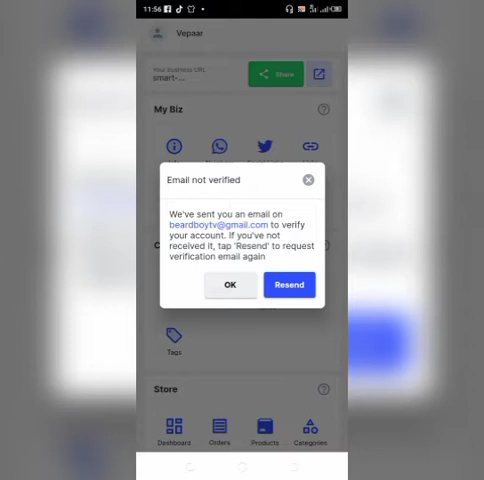 11:56
Vepaar
Your business URL
smart-...
Share
My Biz
Email not verified
We've sent you an email on
beardboytv@gmail.com to verify
your account. If you've not
received it, tap 'Resend' to request
verification email again
OK
Resend
Tags
Store
Dashboard
Orders
Products
Categories